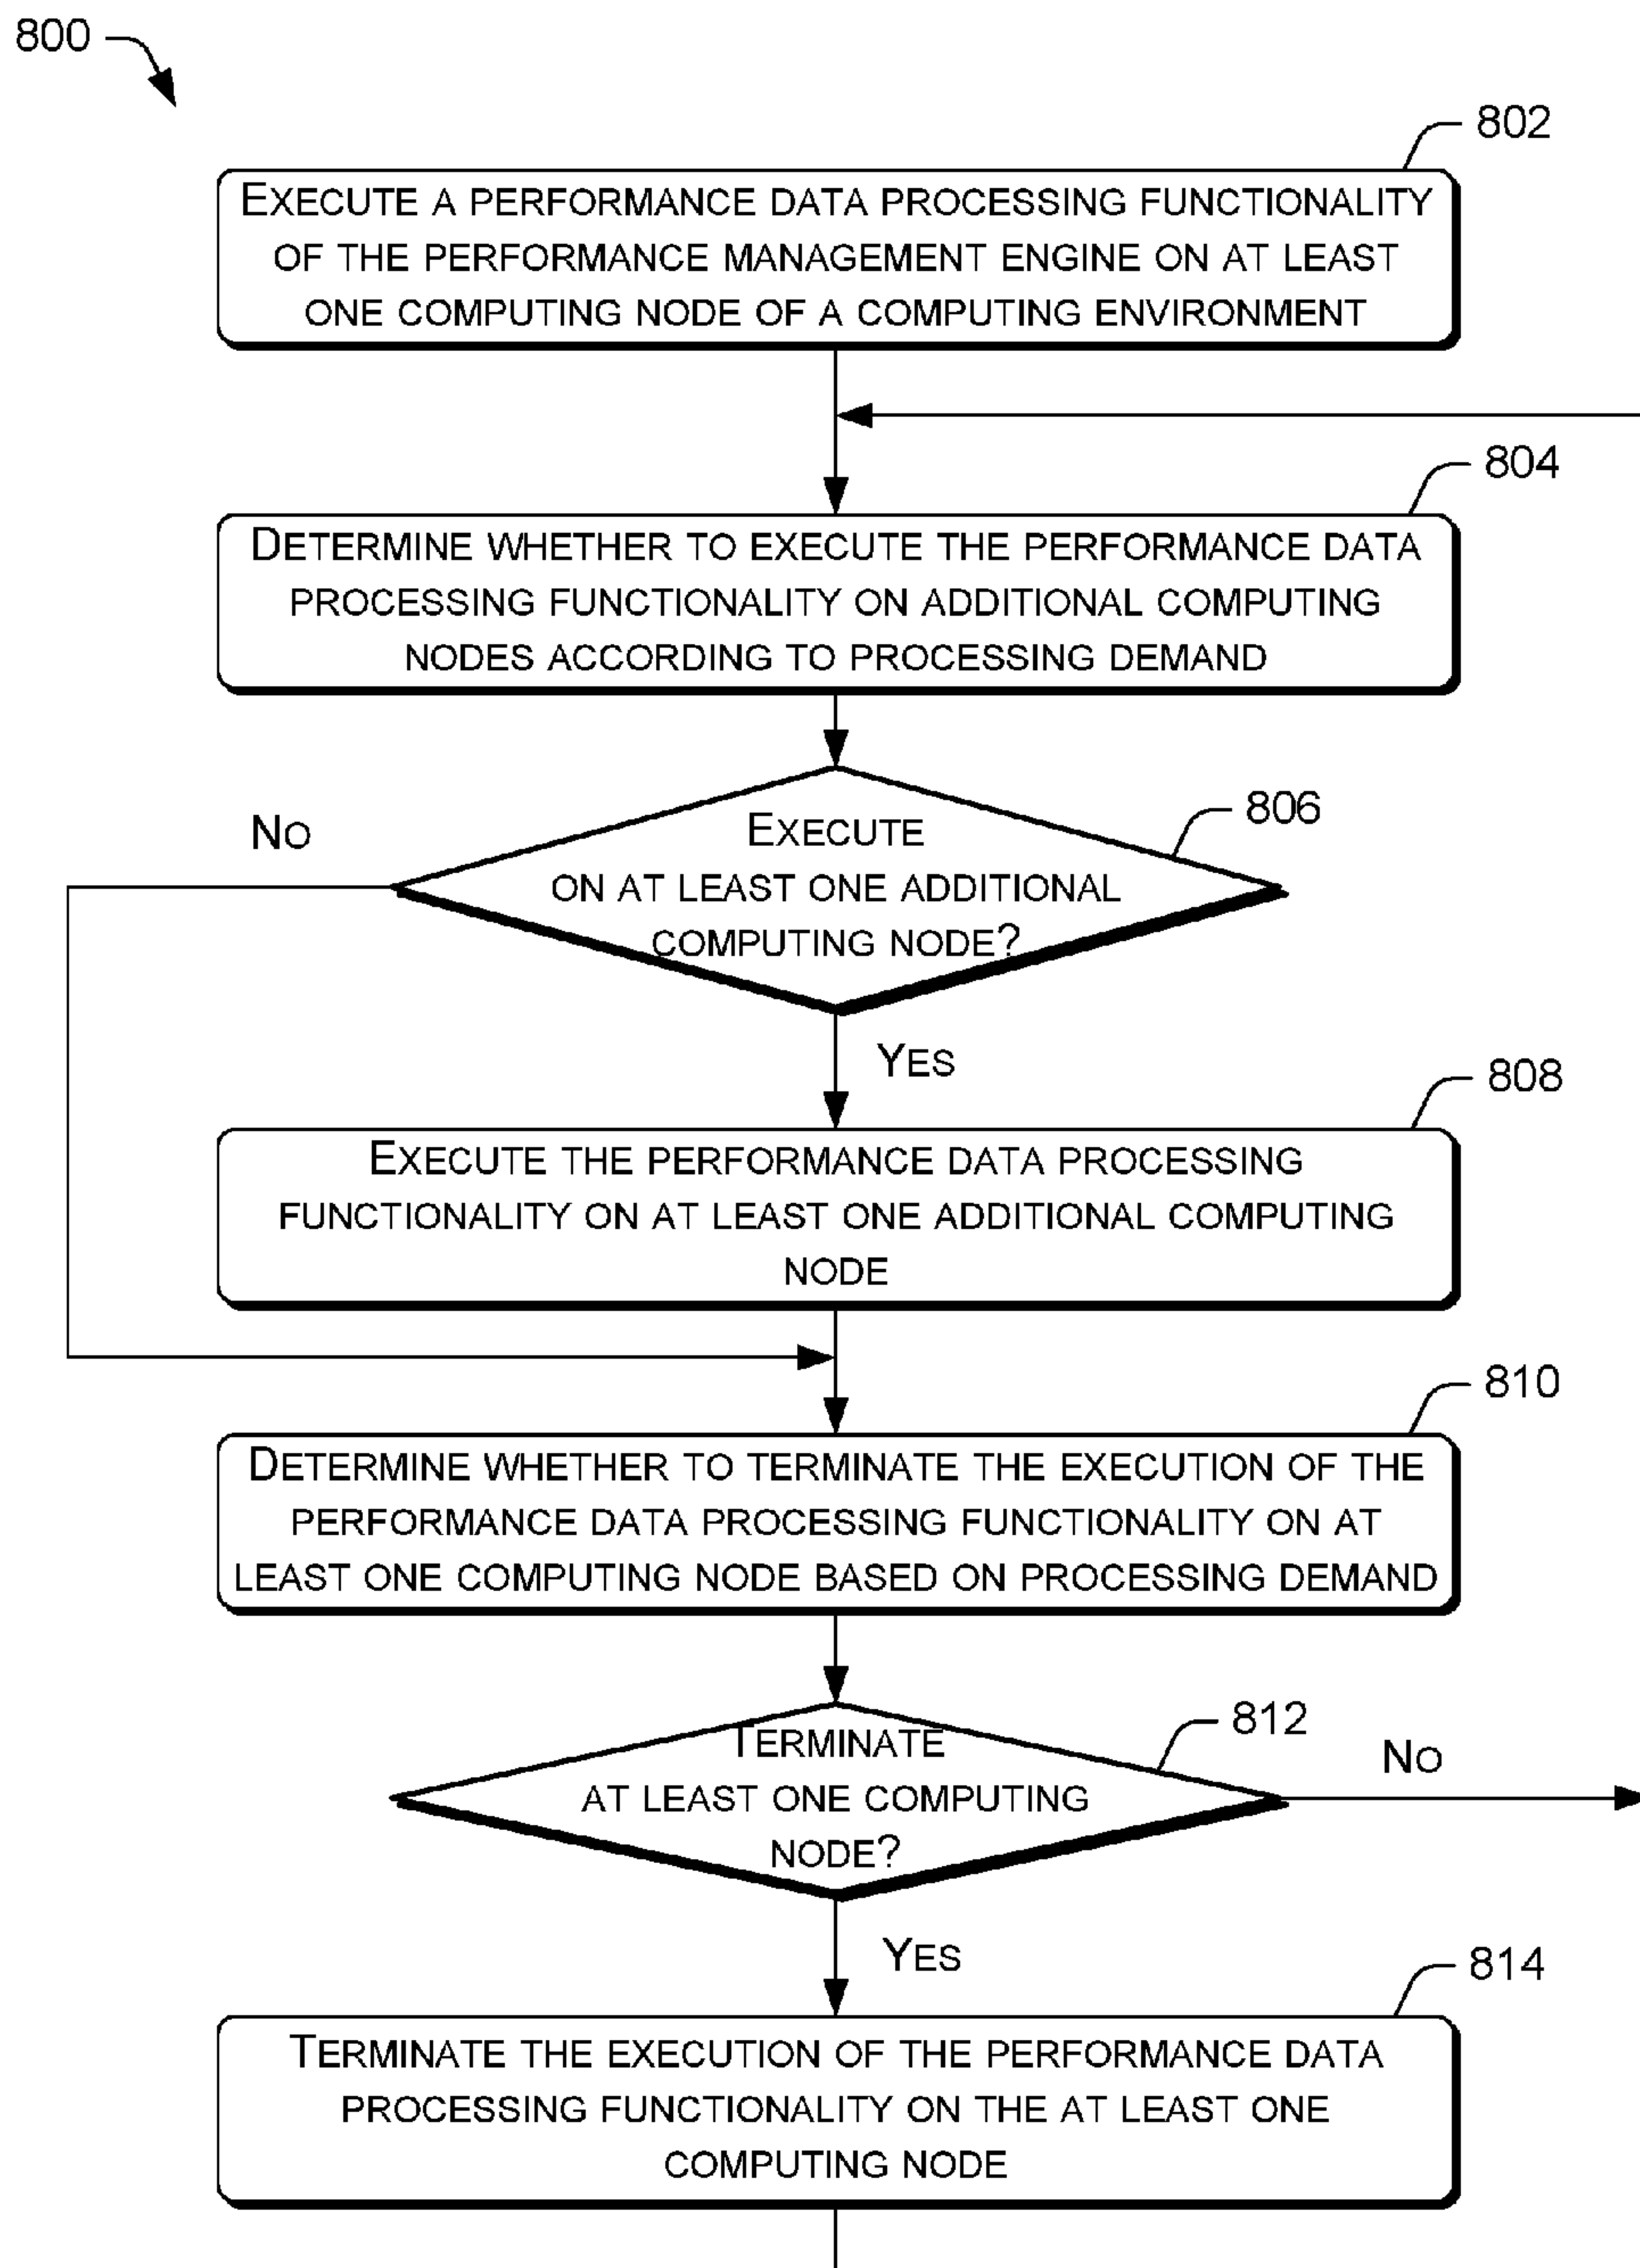 800
802
EXECUTE A PERFORMANCE DATA PROCESSING FUNCTIONALITY
OF THE PERFORMANCE MANAGEMENT ENGINE ON AT LEAST
ONE COMPUTING NODE OF A COMPUTING ENVIRONMENT
804
DETERMINE WHETHER TO EXECUTE THE PERFORMANCE DATA
PROCESSING FUNCTIONALITY ON ADDITIONAL COMPUTING
NODES ACCORDING TO PROCESSING DEMAND
806
NO
EXECUTE
ON AT LEAST ONE ADDITIONAL
COMPUTING NODE?
YES
808
EXECUTE THE PERFORMANCE DATA PROCESSING
FUNCTIONALITY ON AT LEAST ONE ADDITIONAL COMPUTING
NODE
810
DETERMINE WHETHER TO TERMINATE THE EXECUTION OF THE
PERFORMANCE DATA PROCESSING FUNCTIONALITY ON AT
LEAST ONE COMPUTING NODE BASED ON PROCESSING DEMAND
812
TERMINATE
AT LEAST ONE COMPUTING
NODE?
NO
YES
814
TERMINATE THE EXECUTION OF THE PERFORMANCE DATA
PROCESSING FUNCTIONALITY ON THE AT LEAST ONE
COMPUTING NODE